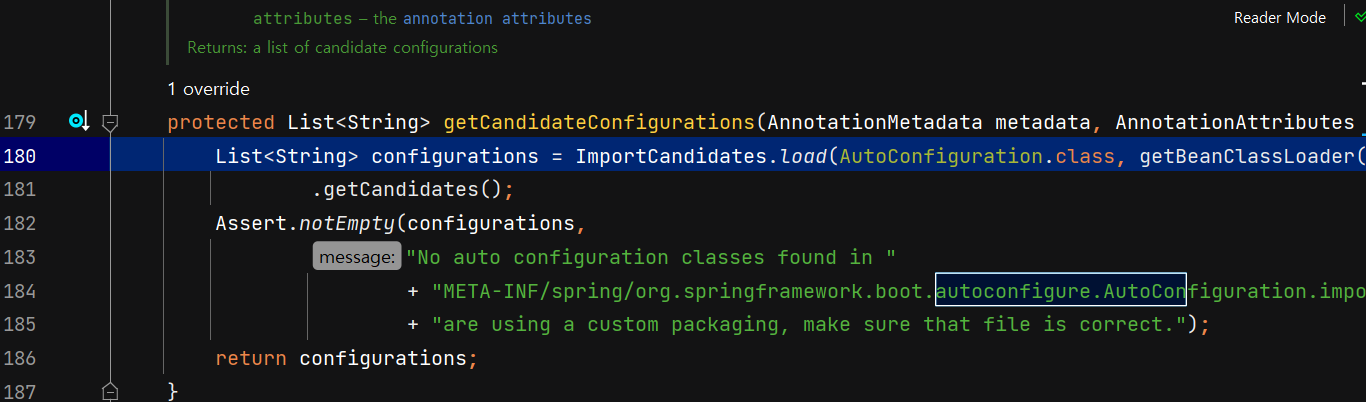 attributes – the annotation attributes
Reader Mode
Returns: a list of candidate configurations
1 override
179 protected List<String> getCandidateConfigurations(AnnotationMetadata metadata, AnnotationAttributes
180 List<String> configurations = ImportCandidates.load(AutoConfiguration.class, getBeanClassLoader(
181 .getCandidates();
182 Assert.notEmpty(configurations,
183 message: "No auto configuration classes found in "
184 + "META-INF/spring/org.springframework.boot.autoconfigure.AutoConfiguration.impo
185 + "are using a custom packaging, make sure that file is correct.");
186 return configurations;
187 }